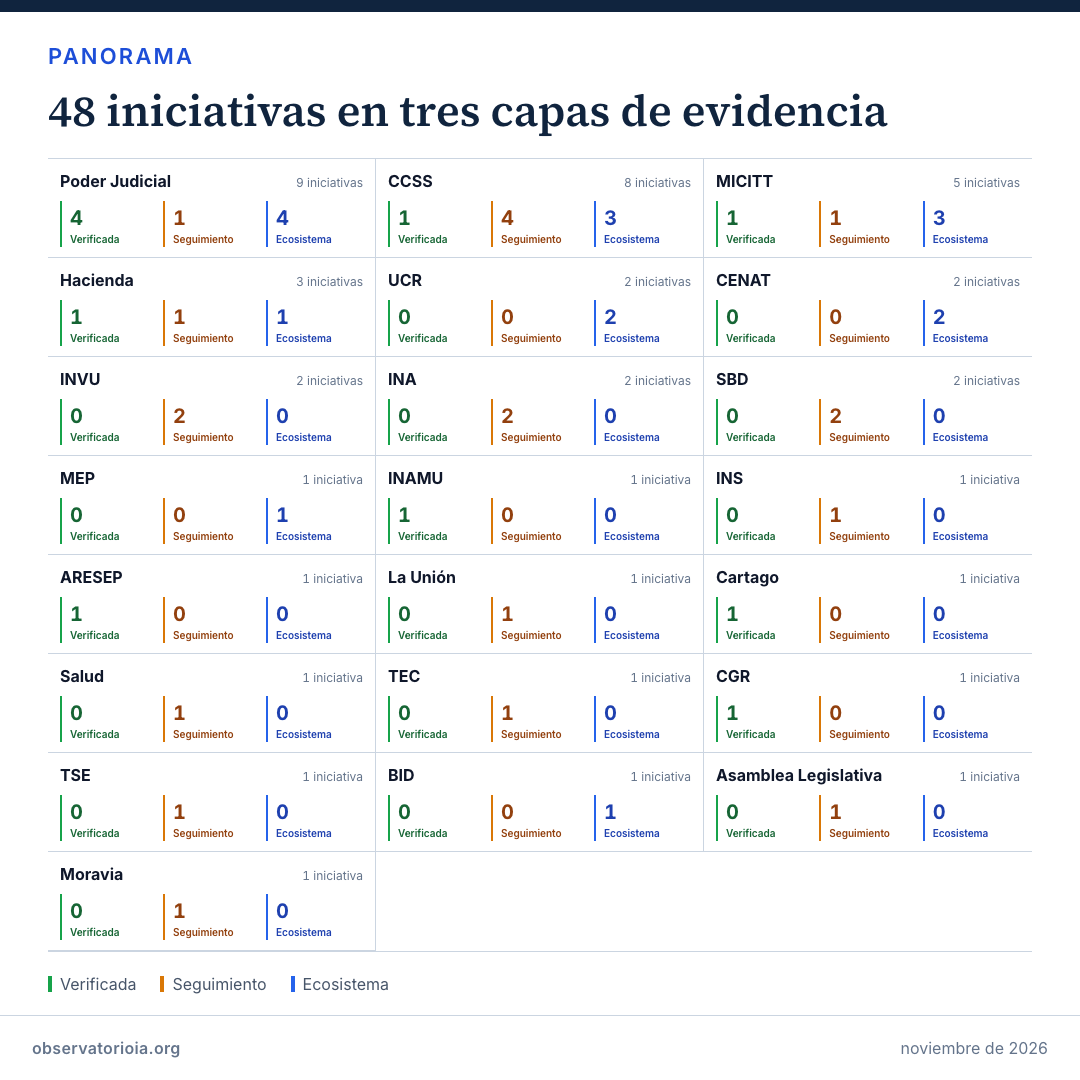 PANORAMA
48 iniciativas en tres capas de evidencia
Poder Judicial 9 iniciativas
4 1 4
Verificada Seguimiento Ecosistema
CCSS 8 iniciativas
1 4 3
Verificada Seguimiento Ecosistema
MICITT 5 iniciativas
1 1 3
Verificada Seguimiento Ecosistema
Hacienda 3 iniciativas
1 1 1
Verificada Seguimiento Ecosistema
UCR 2 iniciativas
0 0 2
Verificada Seguimiento Ecosistema
CENAT 2 iniciativas
0 0 2
Verificada Seguimiento Ecosistema
INVU 2 iniciativas
0 2 0
Verificada Seguimiento Ecosistema
INA 2 iniciativas
0 2 0
Verificada Seguimiento Ecosistema
SBD 2 iniciativas
0 2 0
Verificada Seguimiento Ecosistema
MEP 1 iniciativa
0 0 1
Verificada Seguimiento Ecosistema
INAMU 1 iniciativa
1 0 0
Verificada Seguimiento Ecosistema
INS 1 iniciativa
0 1 0
Verificada Seguimiento Ecosistema
ARESEP 1 iniciativa
1 0 0
Verificada Seguimiento Ecosistema
La Unión 1 iniciativa
0 1 0
Verificada Seguimiento Ecosistema
Cartago 1 iniciativa
1 0 0
Verificada Seguimiento Ecosistema
Salud 1 iniciativa
0 1 0
Verificada Seguimiento Ecosistema
TEC 1 iniciativa
0 1 0
Verificada Seguimiento Ecosistema
CGR 1 iniciativa
1 0 0
Verificada Seguimiento Ecosistema
TSE 1 iniciativa
0 1 0
Verificada Seguimiento Ecosistema
BID 1 iniciativa
0 0 1
Verificada Seguimiento Ecosistema
Asamblea Legislativa 1 iniciativa
0 1 0
Verificada Seguimiento Ecosistema
Moravia 1 iniciativa
0 1 0
Verificada Seguimiento Ecosistema
Verificada Seguimiento Ecosistema
observatorioia.org noviembre de 2026